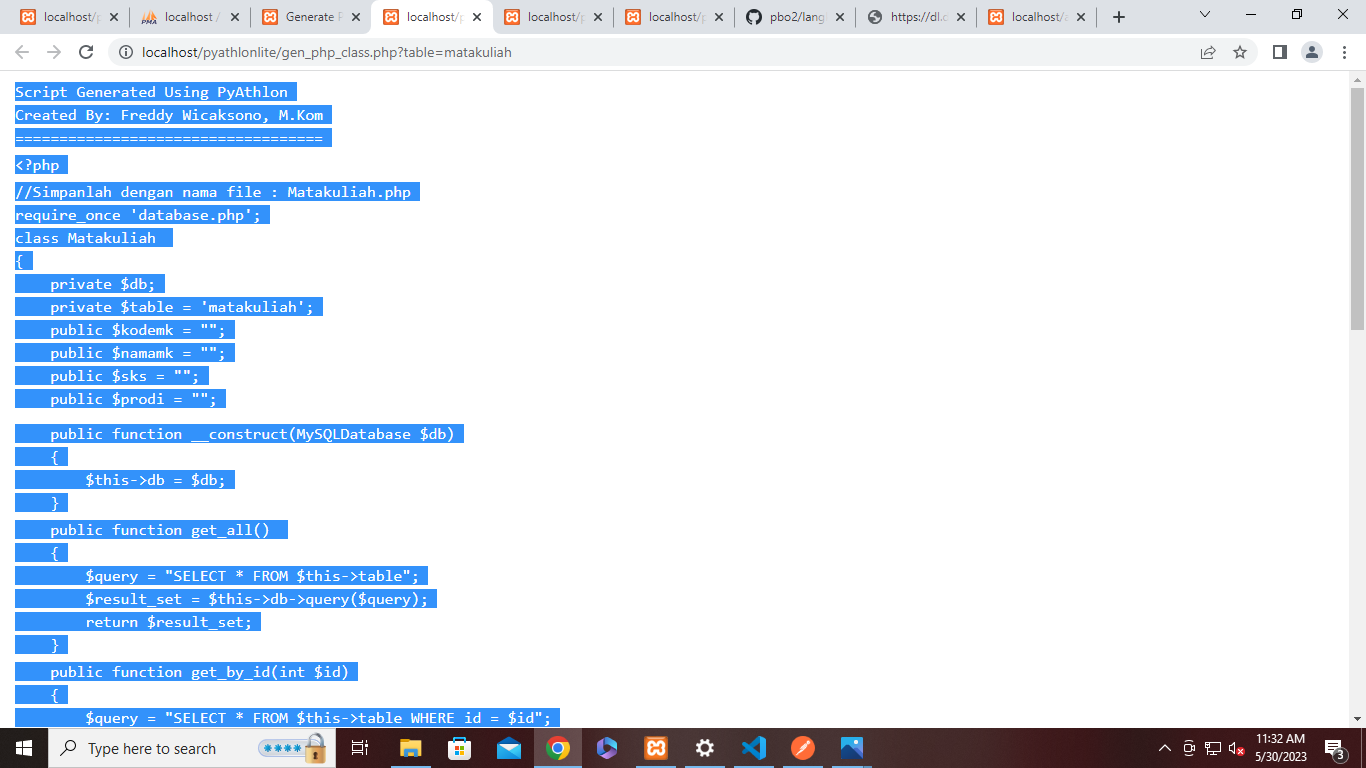 localhost/p
localhost /
Generate P
localhost/p
localhost/p
localhost/p
pbo2/lang
https://dl.
localhost/
localhost/pyathlonlite/gen_php_class.php?table=matakuliah
Script Generated Using PyAthlon
Created By: Freddy Wicaksono, M.Kom
===================================
<?php
//Simpanlah dengan nama file : Matakuliah.php
require_once 'database.php';
class Matakuliah
{
    private $db;
    private $table = 'matakuliah';
    public $kodemk = "";
    public $namamk = "";
    public $sks = "";
    public $prodi = "";
    public function __construct(MySQLDatabase $db)
    {
        $this->db = $db;
    }
    public function get_all()
    {
        $query = "SELECT * FROM $this->table";
        $result_set = $this->db->query($query);
        return $result_set;
    }
    public function get_by_id(int $id)
    {
        $query = "SELECT * FROM $this->table WHERE id = $id";
Type here to search
11:32 AM
5/30/2023
3